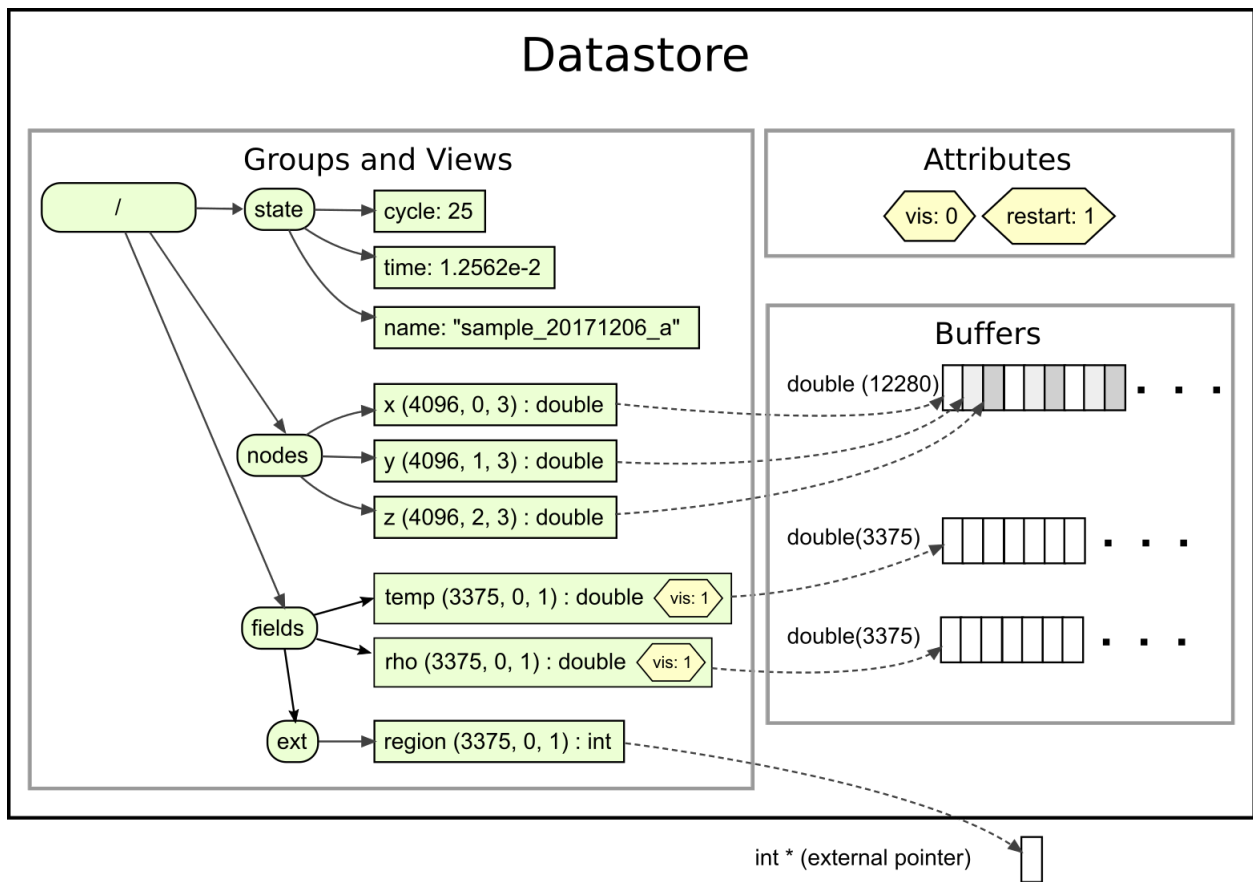 Datastore
Groups and Views
/
state
cycle: 25
time: 1.2562e-2
name: "sample_20171206_a"
nodes
x (4096, 0, 3) : double
y (4096, 1, 3) : double
z (4096, 2, 3) : double
fields
temp (3375, 0, 1) : double
vis: 1
rho (3375, 0, 1) : double
vis: 1
ext
region (3375, 0, 1) : int
Attributes
vis: 0
restart: 1
Buffers
double (12280)
double(3375)
double(3375)
int * (external pointer)